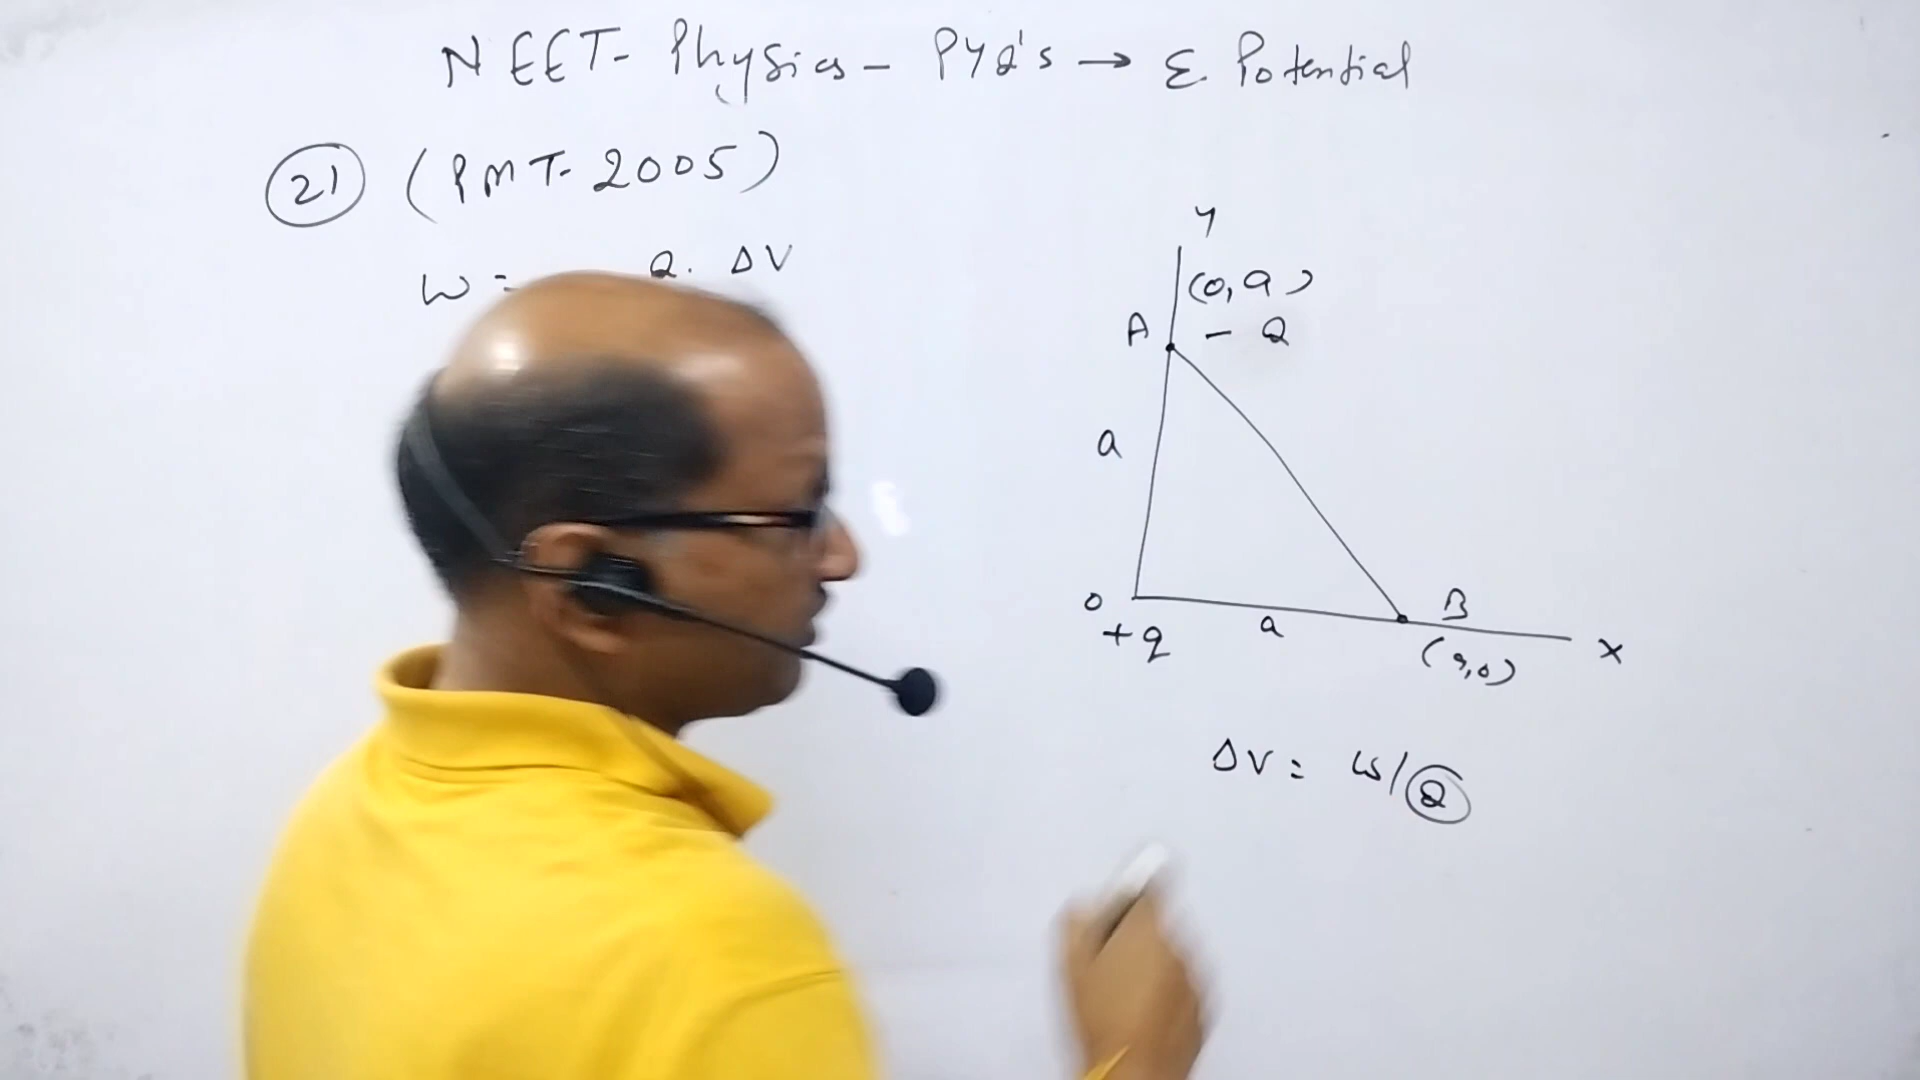 NEET- Physics - PYQ's → E. Potential
21 (PMT- 2005)
W = Q. ΔV
y
(0, a)
A - Q
a
O
+q
a
B
(a,0)
x
ΔV = W/Q